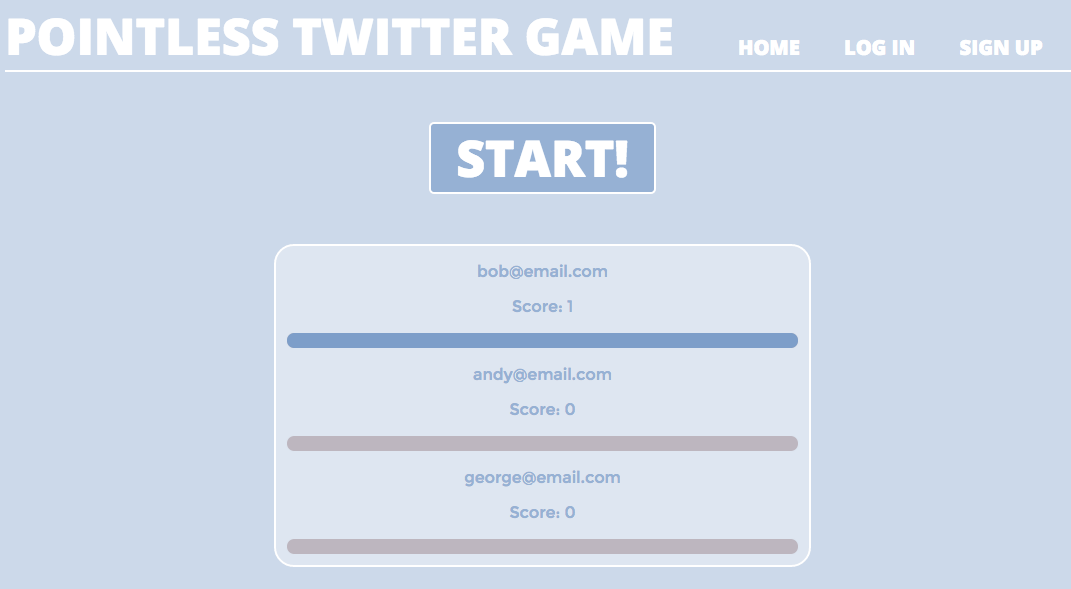 POINTLESS TWITTER GAME HOME LOG IN SIGN UP
START!
bob@email.com
Score: 1
andy@email.com
Score: 0
george@email.com
Score: 0